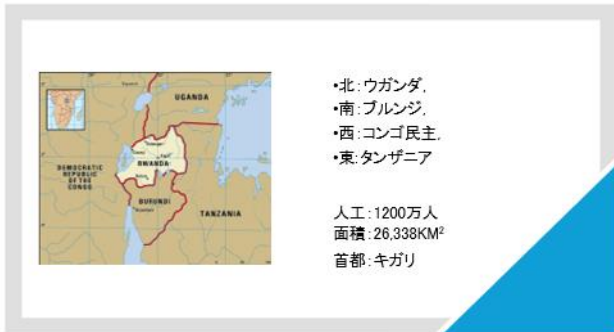 UGANDA
DEMOCRATIC
REPUBLIC
OF THE
CONGO
RWANDA
BURUNDI
TANZANIA
•北：ウガンダ,
•南：ブルンジ,
•西：コンゴ民主,
•東：タンザニア
人工：1200万人
面積：26,338KM²
首都：キガリ